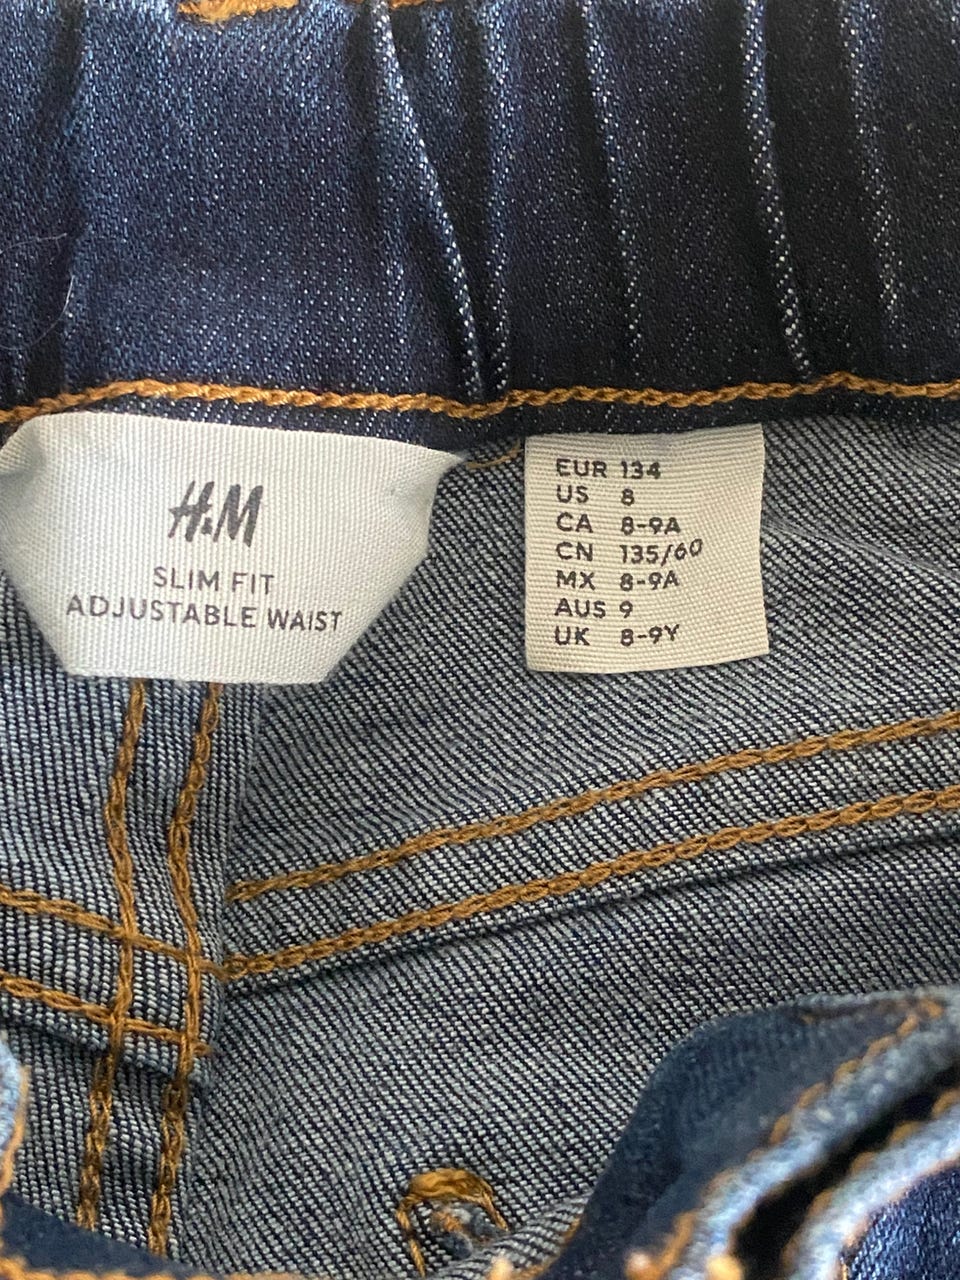 H&M
SLIM FIT
ADJUSTABLE WAIST
EUR 134
US 8
CA 8-9A
CN 135/60
MX 8-9A
AUS 9
UK 8-9Y